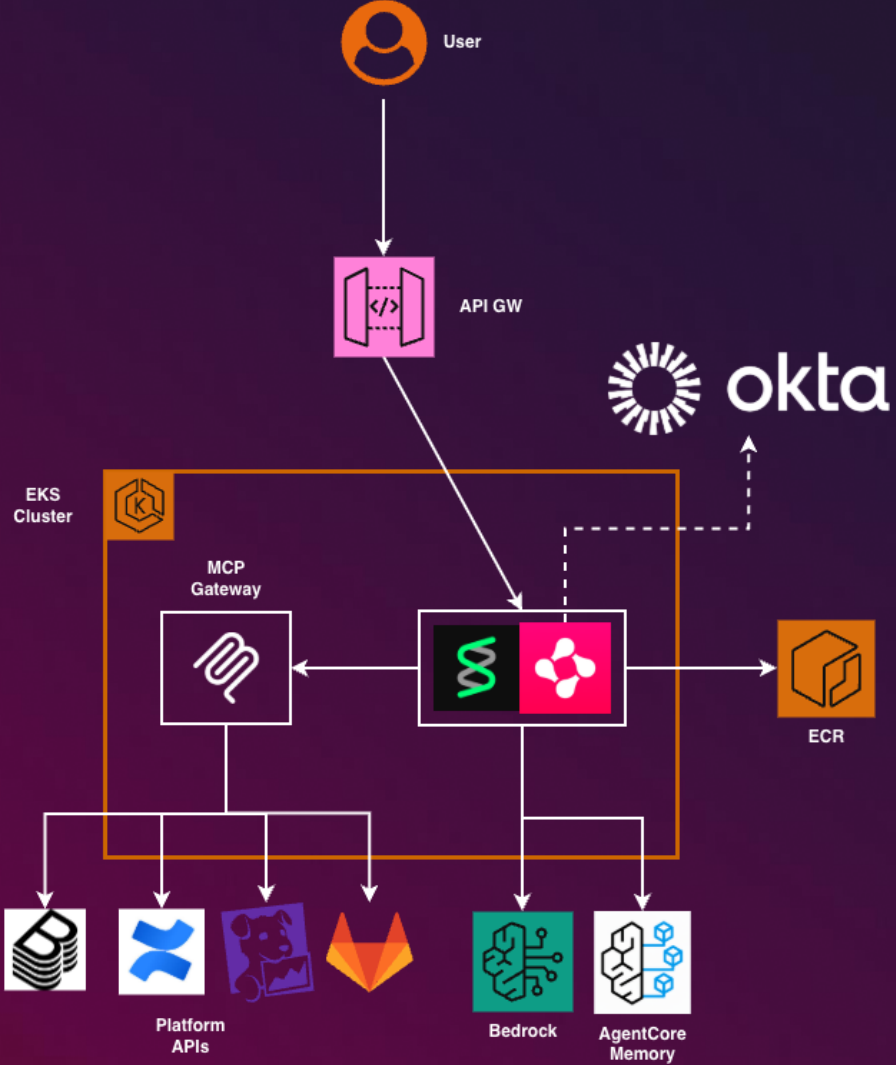 User
API GW
okta
EKS
Cluster
K
MCP
Gateway
ECR
Platform
APIs
Bedrock
AgentCore
Memory